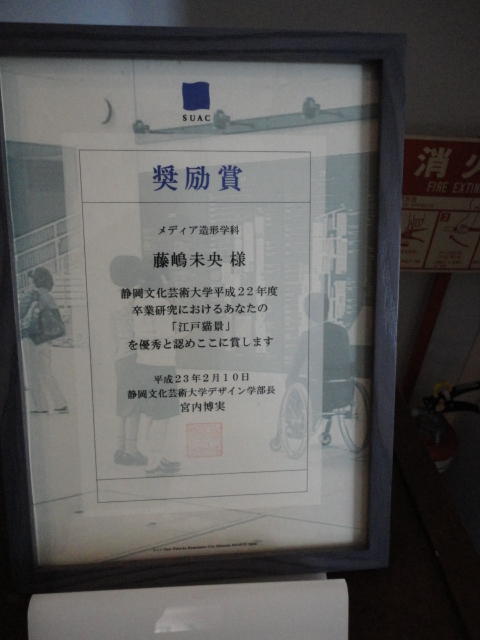 SUAC
奨励賞
メディア造形学科
藤嶋未央 様
静岡文化芸術大学平成22年度
卒業研究におけるあなたの
「江戸猫景」
を優秀と認めここに賞します
平成23年2月10日
静岡文化芸術大学デザイン学部長
宮内博実
消火
FIRE EXTIN